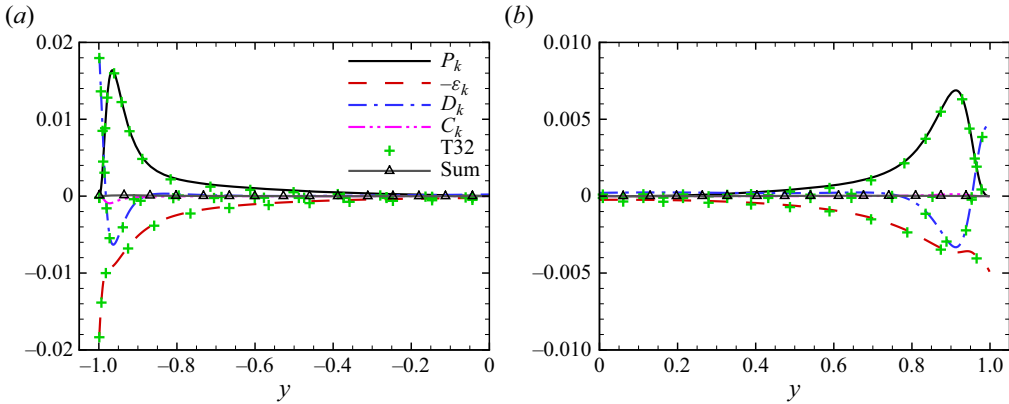 (a)
0.02
0.01
0
–0.01
–0.02
–1.0 –0.8 –0.6 –0.4 –0.2 0
y
P_k
–ε_k
D_k
C_k
T32
Sum
(b)
0.010
0.005
0
–0.005
–0.010
0 0.2 0.4 0.6 0.8 1.0
y